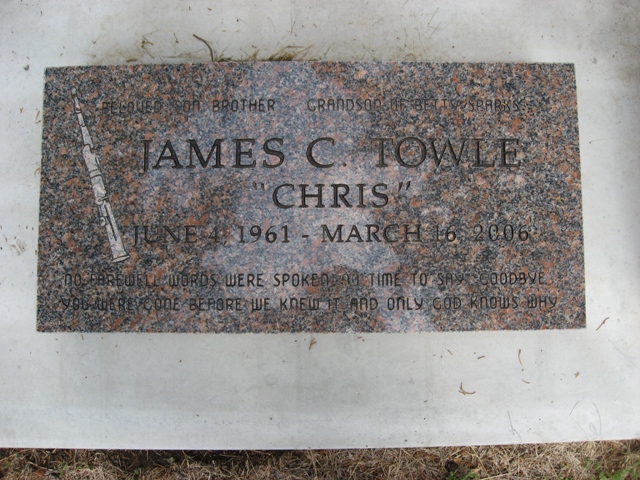 BELOVED SON BROTHER GRANDSON OF BETTY SPARKS
JAMES C. TOWLE
"CHRIS"
JUNE 4, 1961 - MARCH 16, 2006
NO FAREWELL WORDS WERE SPOKEN, NO TIME TO SAY "GOODBYE"
YOU WERE GONE BEFORE WE KNEW IT AND ONLY GOD KNOWS WHY